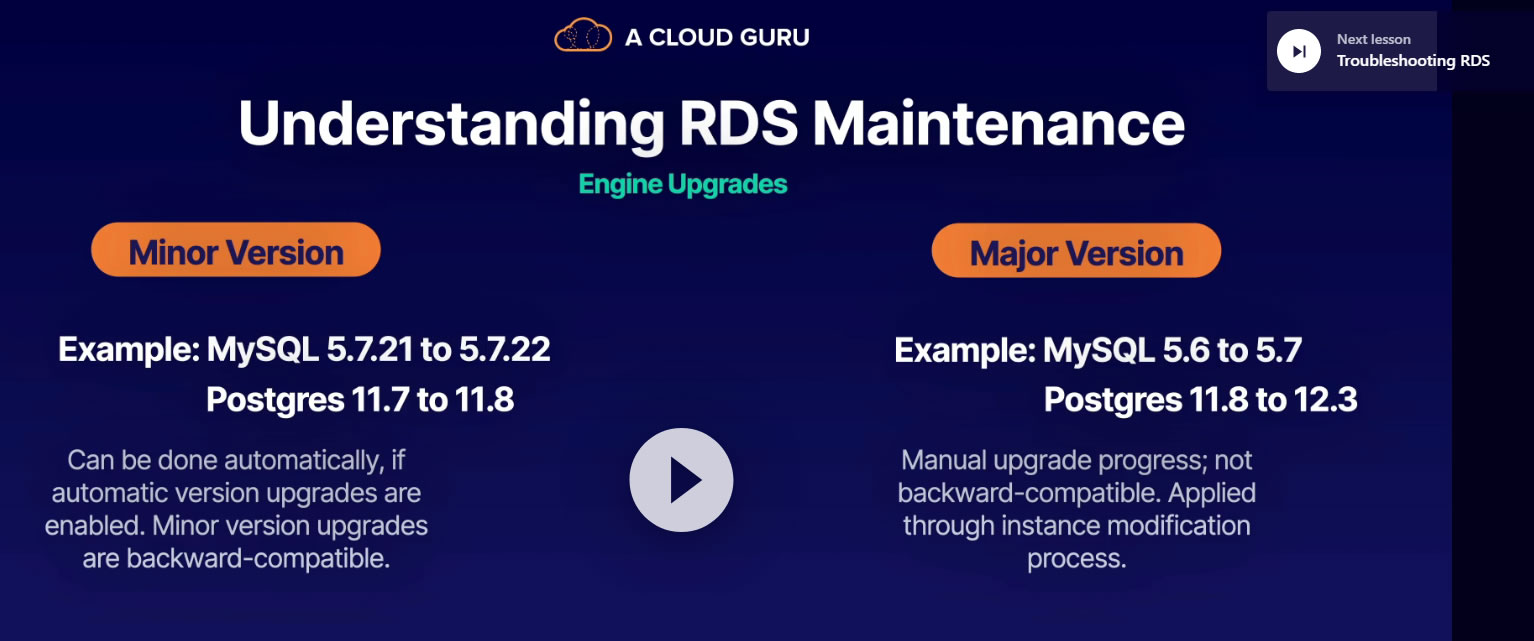 A CLOUD GURU
Next lesson
Troubleshooting RDS
Understanding RDS Maintenance
Engine Upgrades
Minor Version
Example: MySQL 5.7.21 to 5.7.22
Postgres 11.7 to 11.8
Can be done automatically, if
automatic version upgrades are
enabled. Minor version upgrades
are backward-compatible.
Major Version
Example: MySQL 5.6 to 5.7
Postgres 11.8 to 12.3
Manual upgrade progress; not
backward-compatible. Applied
through instance modification
process.